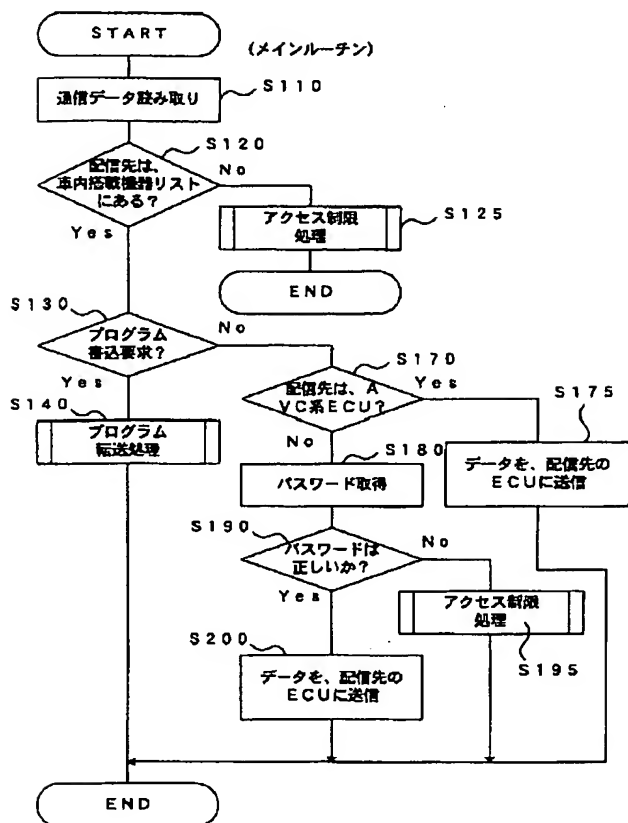 START
(メインルーチン)
通信データ読み取り
S110
S120
配信先は、
車内搭載機器リスト
にある?
No
Yes
アクセス制限
処理
S125
END
S130
プログラム
書込要求?
No
Yes
S140
プログラム
転送処理
S170
配信先は、A
VC系ECU?
Yes
No
S175
データを、配信先の
ECUに送信
S180
パスワード取得
S190
パスワードは
正しいか?
No
Yes
アクセス制限
処理
S195
S200
データを、配信先の
ECUに送信
END